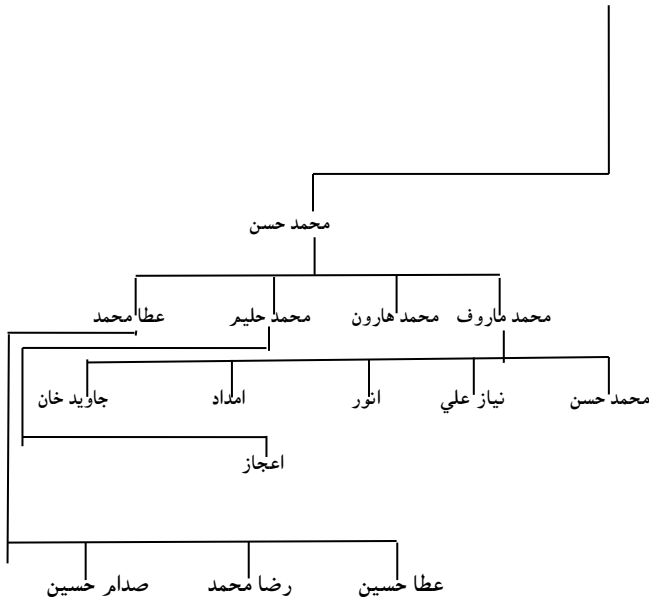 محمد حسن
محمد ماروف محمد هارون محمد حليم عطا محمد
محمد حسن نياز علي انور امداد جاويد خان
اعجاز
عطا حسين رضا محمد صدام حسين